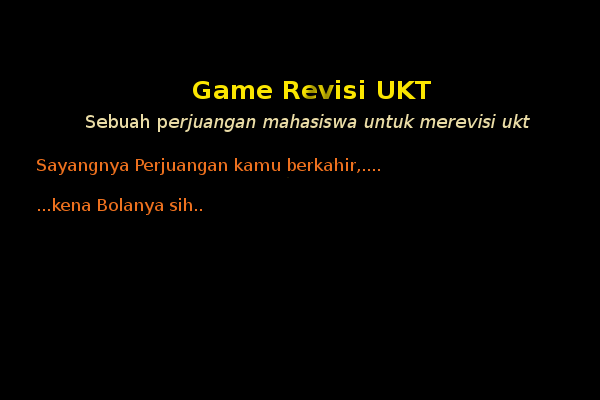 Game Revisi UKT
Sebuah perjuangan mahasiswa untuk merevisi ukt
Sayangnya Perjuangan kamu berkahir,....
...kena Bolanya sih..